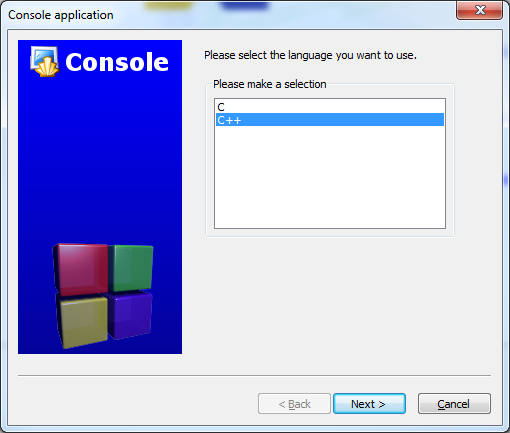 Console application
Console
Please select the language you want to use.
Please make a selection
C
C++
< Back
Next >
Cancel